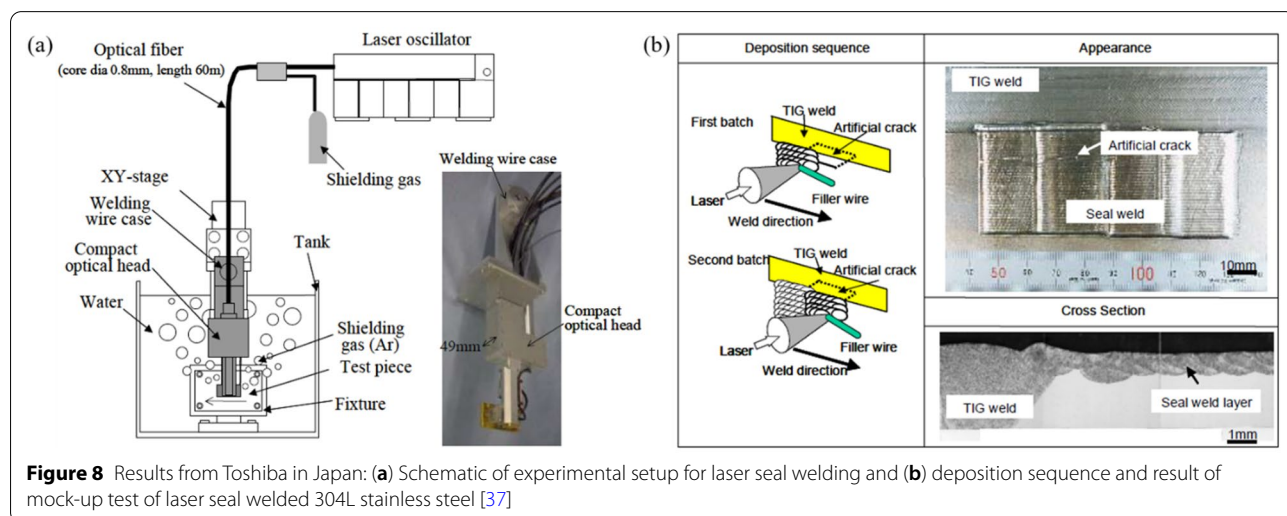 (a)
Optical fiber
(core dia 0.8mm, length 60m)
Laser oscillator
Shielding gas
XY-stage
Welding
wire case
Compact
optical head
Tank
Water
Shielding
gas (Ar)
Test piece
Fixture
Welding wire case
Compact
optical head
49mm
(b)
Deposition sequence
Appearance
First batch
TIG weld
Artificial crack
Laser
Filler wire
Weld direction
Second batch
TIG weld
Artificial crack
Laser
Filler wire
Weld direction
TIG weld
Artificial crack
Seal weld
50
100
10mm
Cross Section
TIG weld
Seal weld layer
1mm
Figure 8 Results from Toshiba in Japan: (a) Schematic of experimental setup for laser seal welding and (b) deposition sequence and result of
mock-up test of laser seal welded 304L stainless steel [37]